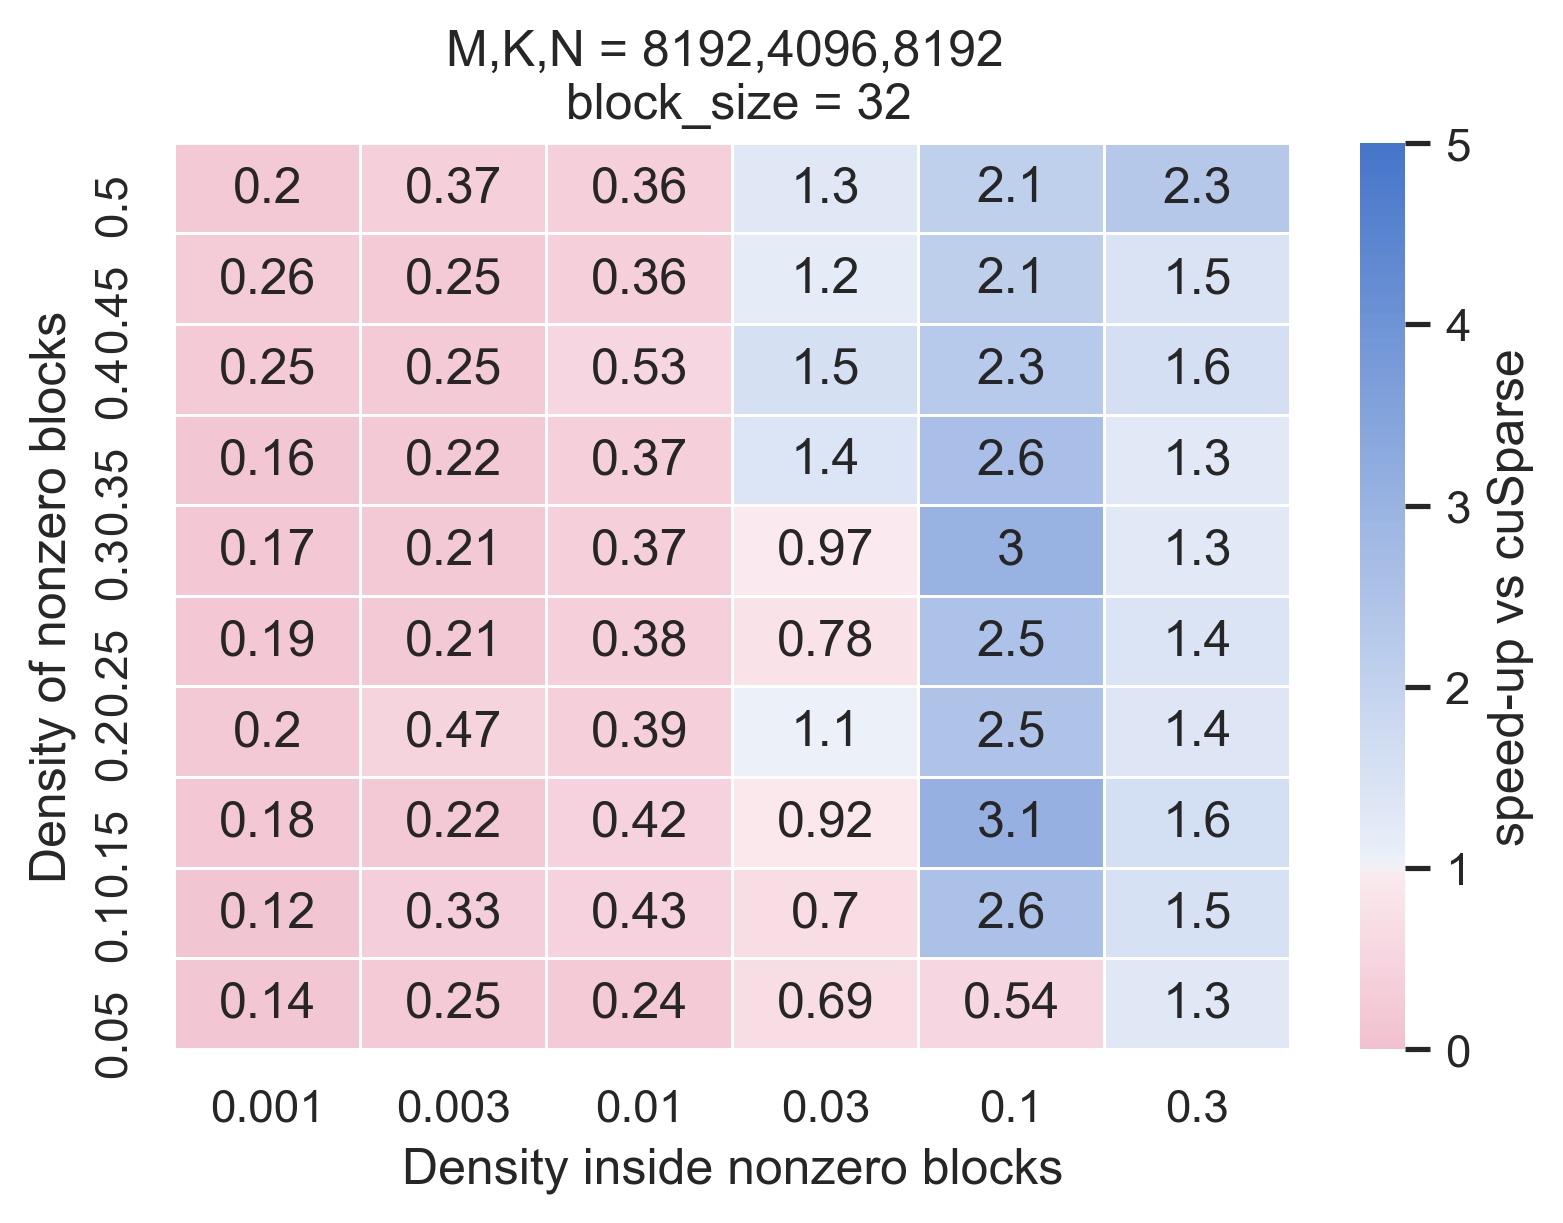 M,K,N = 8192,4096,8192
block_size = 32
Density of nonzero blocks
0.5 0.2 0.37 0.36 1.3 2.1 2.3
0.45 0.26 0.25 0.36 1.2 2.1 1.5
0.4 0.25 0.25 0.53 1.5 2.3 1.6
0.35 0.16 0.22 0.37 1.4 2.6 1.3
0.3 0.17 0.21 0.37 0.97 3 1.3
0.25 0.19 0.21 0.38 0.78 2.5 1.4
0.2 0.2 0.47 0.39 1.1 2.5 1.4
0.15 0.18 0.22 0.42 0.92 3.1 1.6
0.1 0.12 0.33 0.43 0.7 2.6 1.5
0.05 0.14 0.25 0.24 0.69 0.54 1.3
0.001 0.003 0.01 0.03 0.1 0.3
Density inside nonzero blocks
5
4
3
2
1
0
speed-up vs cuSparse